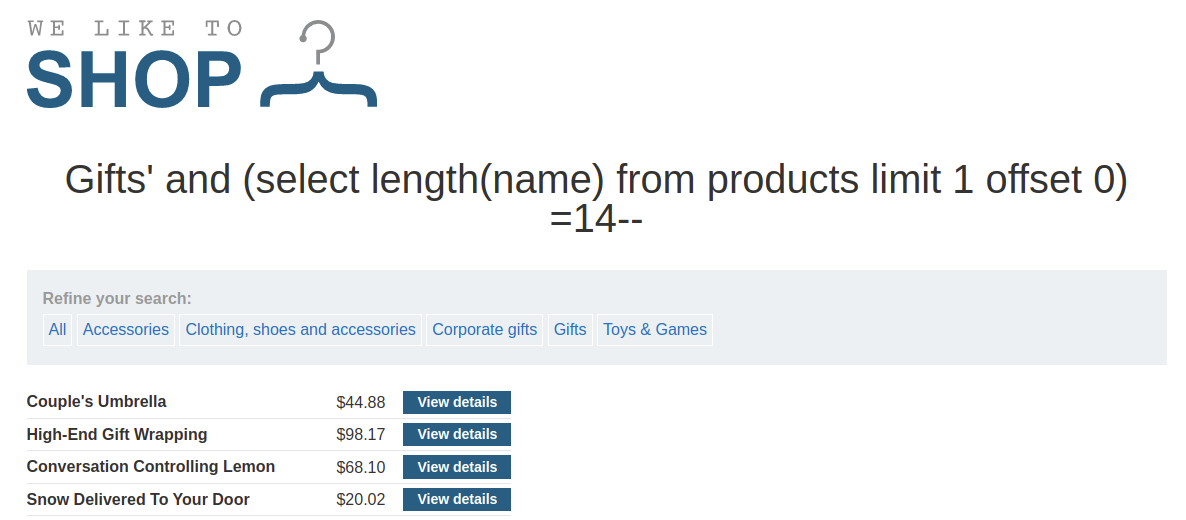 WE LIKE TO
SHOP
Gifts' and (select length(name) from products limit 1 offset 0)
=14--
Refine your search:
All Accessories Clothing, shoes and accessories Corporate gifts Gifts Toys & Games
Couple's Umbrella $44.88 View details
High-End Gift Wrapping $98.17 View details
Conversation Controlling Lemon $68.10 View details
Snow Delivered To Your Door $20.02 View details